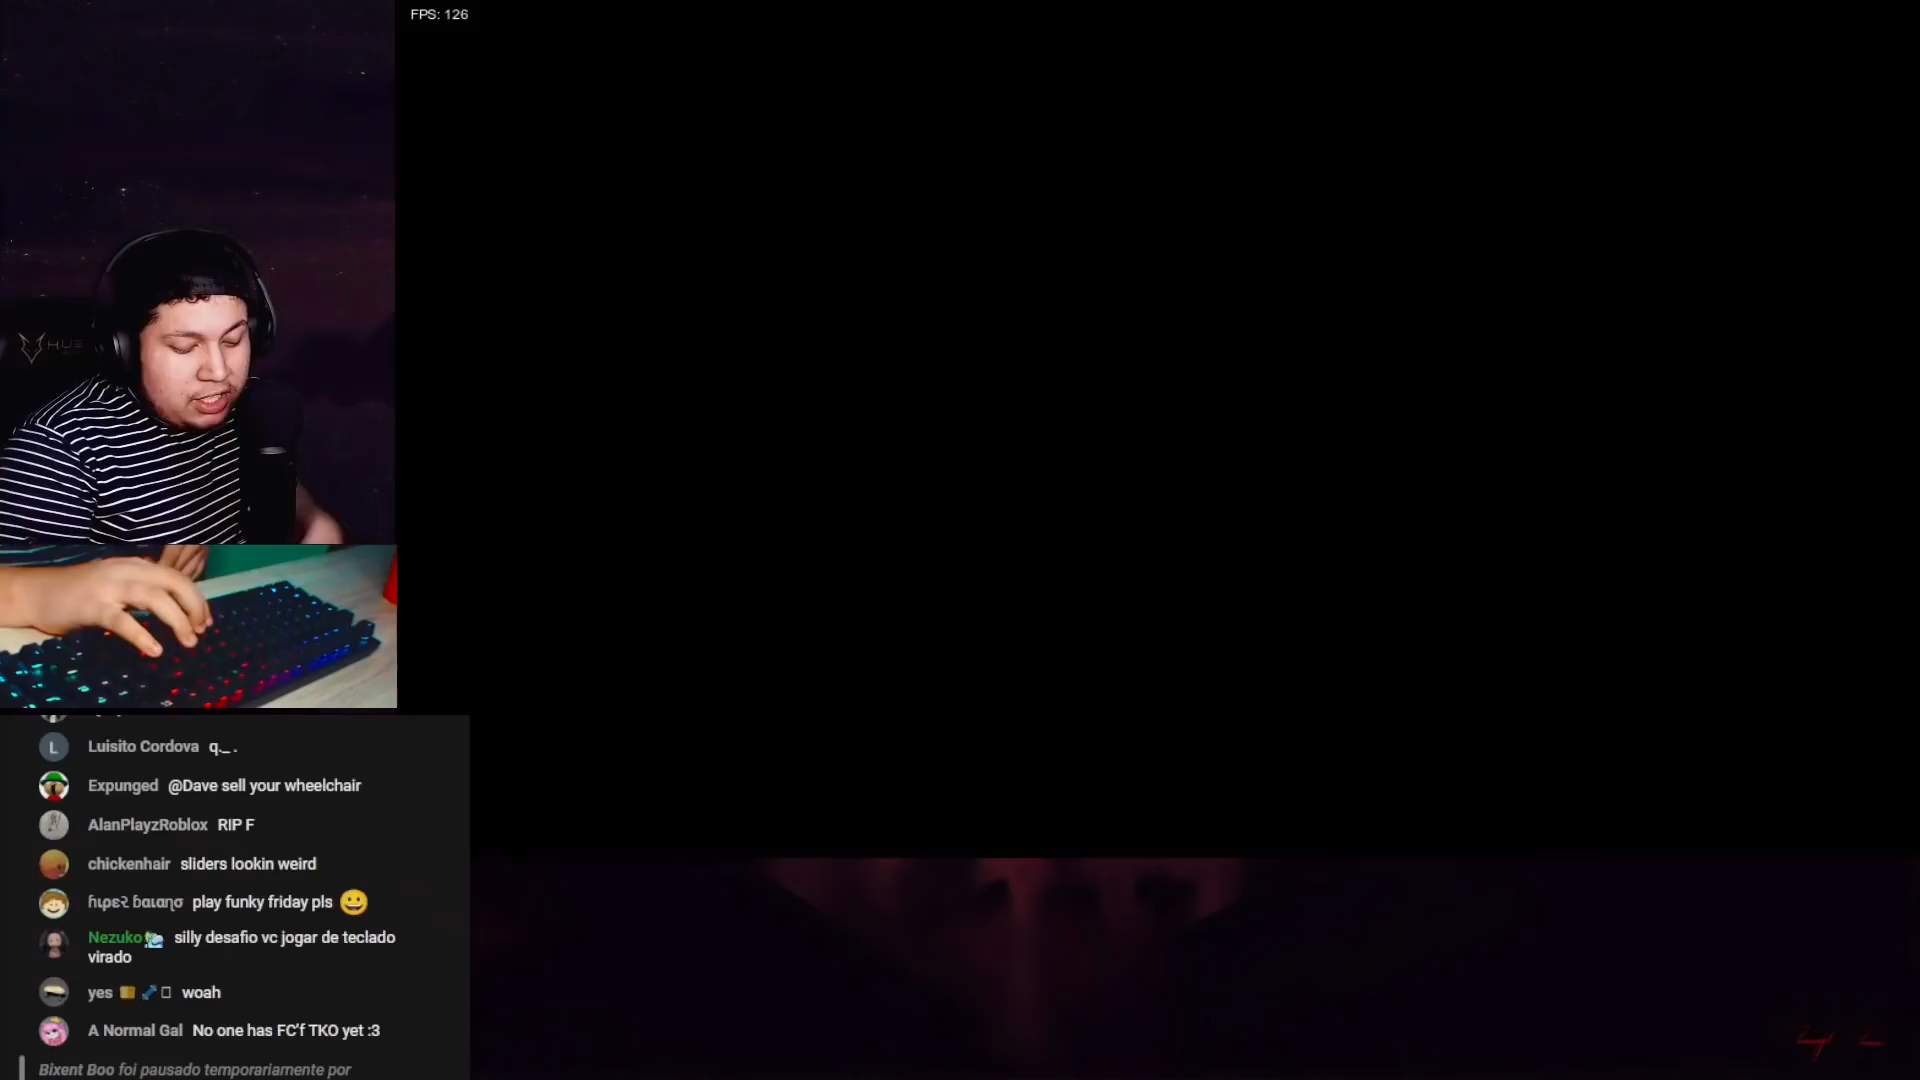 FPS: 126
HUS
Luisito Cordova q._ .
L
Expunged @Dave sell your wheelchair
AlanPlayzRoblox RIP F
chickenhair sliders lookin weird
play funky friday pls 😀
Nezuko silly desafio vc jogar de teclado
virado
yes woah
A Normal Gal No one has FC'f TKO yet :3
Bixent Boo foi pausado temporariamente por